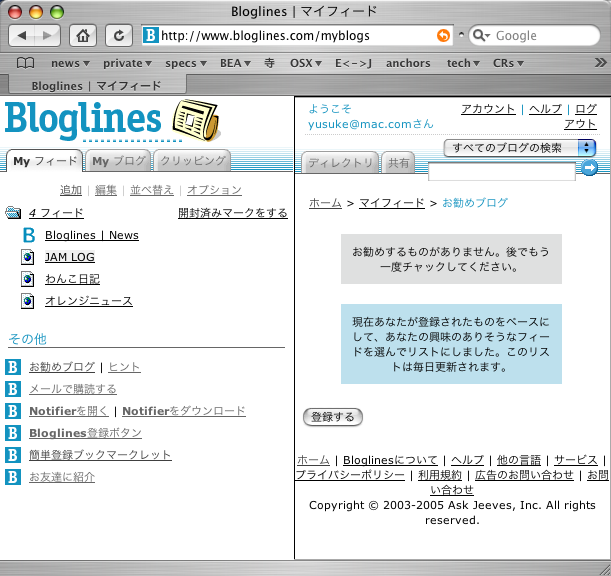 Bloglines | マイフィード
http://www.bloglines.com/myblogs
Google
news private specs BEA 寺 OSX E<->J anchors tech CRs
Bloglines | マイフィード
Bloglines
My フィード My ブログ クリッピング
追加 | 編集 | 並べ替え | オプション
4 フィード 開封済みマークをする
Bloglines | News
JAM LOG
わんこ日記
オレンジニュース
その他
お勧めブログ | ヒント
メールで購読する
Notifierを開く | Notifierをダウンロード
Bloglines登録ボタン
簡単登録ブックマークレット
お友達に紹介
ようこそ
yusuke@mac.comさん
アカウント | ヘルプ | ログ
アウト
すべてのブログの検索
ディレクトリ 共有
ホーム > マイフィード > お勧めブログ
お勧めするものがありません。後でもう
一度チャックしてください。
現在あなたが登録されたものをベースに
して、あなたの興味のありそうなフィー
ドを選んでリストにしました。このリス
トは毎日更新されます。
登録する
ホーム | Bloglinesについて | ヘルプ | 他の言語 | サービス |
プライバシーポリシー | 利用規約 | 広告のお問い合わせ | お問
い合わせ
Copyright © 2003-2005 Ask Jeeves, Inc. All rights
reserved.